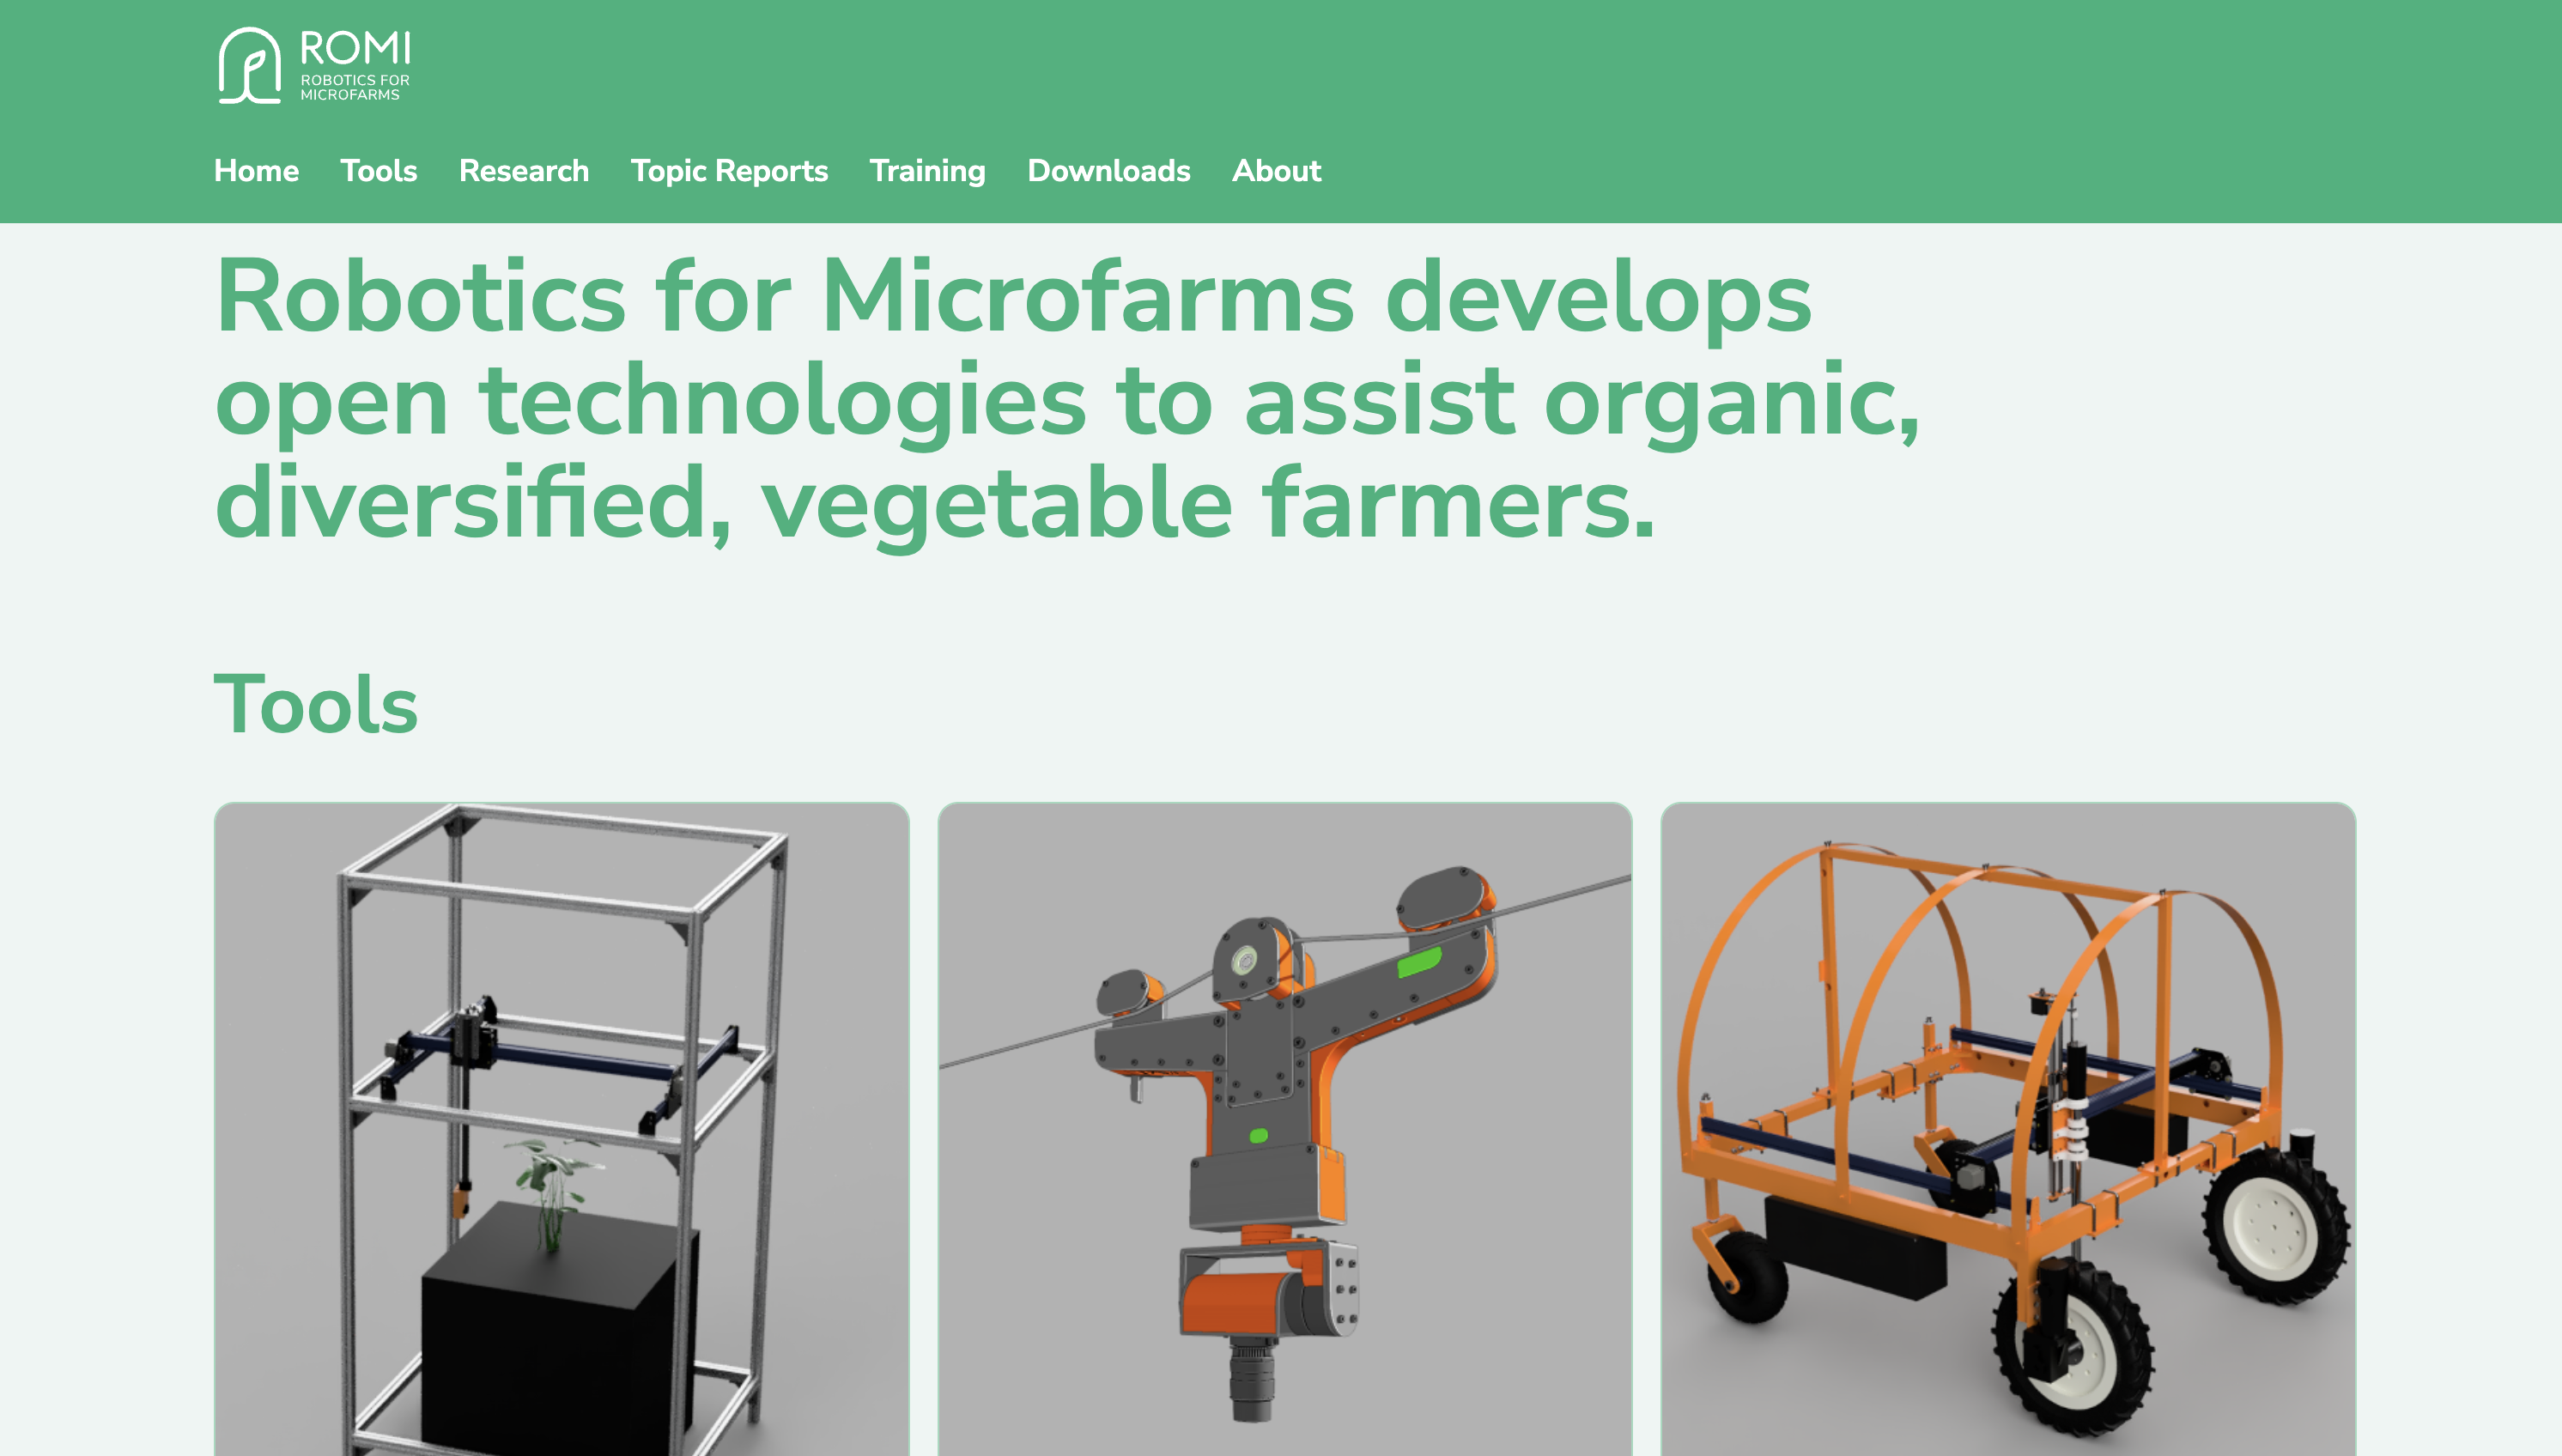 ROMI
ROBOTICS FOR
MICROFARMS
Home Tools Research Topic Reports Training Downloads About
Robotics for Microfarms develops
open technologies to assist organic,
diversified, vegetable farmers.
Tools